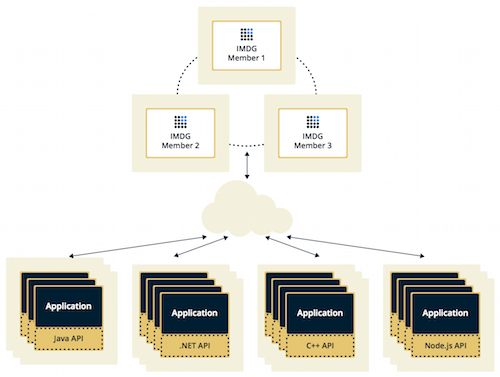 IMDG
Member 1
IMDG
Member 2
IMDG
Member 3
Application
Java API
Application
.NET API
Application
C++ API
Application
Node.js API